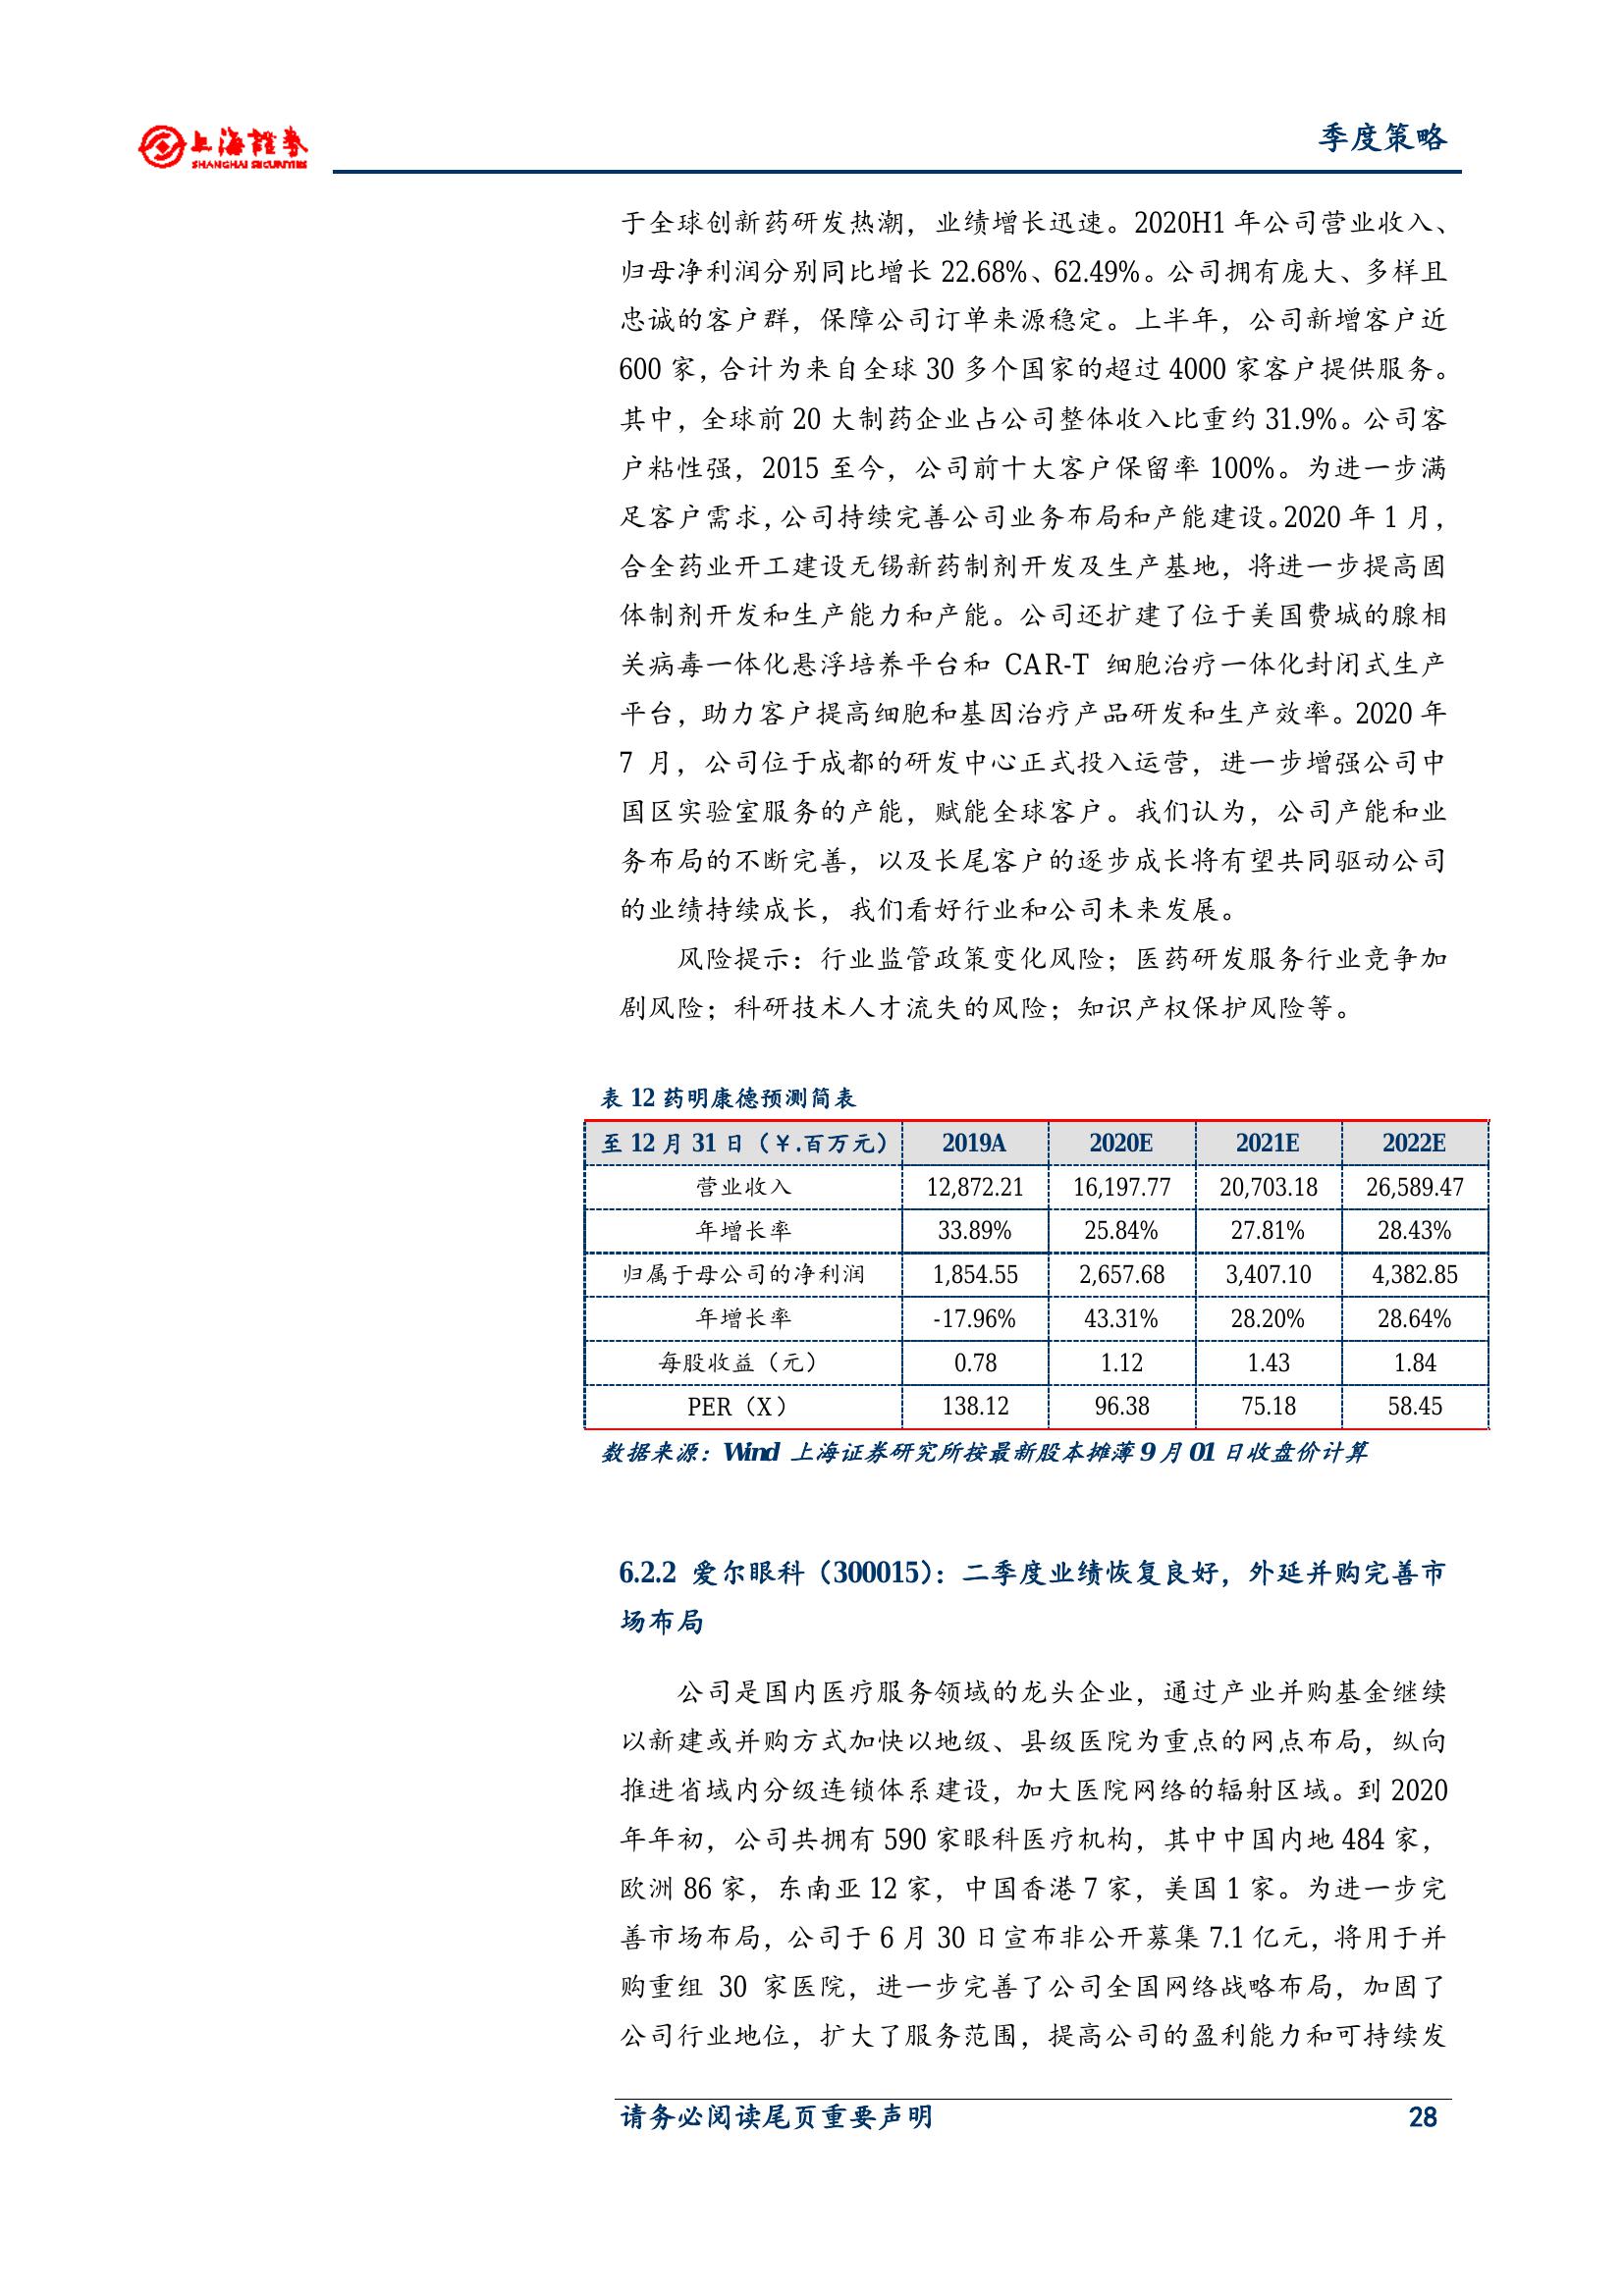 上海證券
SHANGHAI SECURITIES
季度策略
于全球创新药研发热潮，业绩增长迅速。2020H1 年公司营业收入、
归母净利润分别同比增长 22.68%、62.49%。公司拥有庞大、多样且
忠诚的客户群，保障公司订单来源稳定。上半年，公司新增客户近
600 家，合计为来自全球 30 多个国家的超过 4000 家客户提供服务。
其中，全球前 20 大制药企业占公司整体收入比重约 31.9%。公司客
户粘性强，2015 至今，公司前十大客户保留率 100%。为进一步满
足客户需求，公司持续完善公司业务布局和产能建设。2020 年 1 月，
合全药业开工建设无锡新药制剂开发及生产基地，将进一步提高固
体制剂开发和生产能力和产能。公司还扩建了位于美国费城的腺相
关病毒一体化悬浮培养平台和 CAR-T 细胞治疗一体化封闭式生产
平台，助力客户提高细胞和基因治疗产品研发和生产效率。2020 年
7 月，公司位于成都的研发中心正式投入运营，进一步增强公司中
国区实验室服务的产能，赋能全球客户。我们认为，公司产能和业
务布局的不断完善，以及长尾客户的逐步成长将有望共同驱动公司
的业绩持续成长，我们看好行业和公司未来发展。
风险提示：行业监管政策变化风险；医药研发服务行业竞争加
剧风险；科研技术人才流失的风险；知识产权保护风险等。
表 12 药明康德预测简表
至 12 月 31 日（￥.百万元） 2019A 2020E 2021E 2022E
营业收入 12,872.21 16,197.77 20,703.18 26,589.47
年增长率 33.89% 25.84% 27.81% 28.43%
归属于母公司的净利润 1,854.55 2,657.68 3,407.10 4,382.85
年增长率 -17.96% 43.31% 28.20% 28.64%
每股收益（元） 0.78 1.12 1.43 1.84
PER（X） 138.12 96.38 75.18 58.45
数据来源：Wind 上海证券研究所按最新股本摊薄 9 月 01 日收盘价计算
6.2.2 爱尔眼科（300015）：二季度业绩恢复良好，外延并购完善市
场布局
公司是国内医疗服务领域的龙头企业，通过产业并购基金继续
以新建或并购方式加快以地级、县级医院为重点的网点布局，纵向
推进省域内分级连锁体系建设，加大医院网络的辐射区域。到 2020
年年初，公司共拥有 590 家眼科医疗机构，其中中国内地 484 家，
欧洲 86 家，东南亚 12 家，中国香港 7 家，美国 1 家。为进一步完
善市场布局，公司于 6 月 30 日宣布非公开募集 7.1 亿元，将用于并
购重组 30 家医院，进一步完善了公司全国网络战略布局，加固了
公司行业地位，扩大了服务范围，提高公司的盈利能力和可持续发
请务必阅读尾页重要声明 28